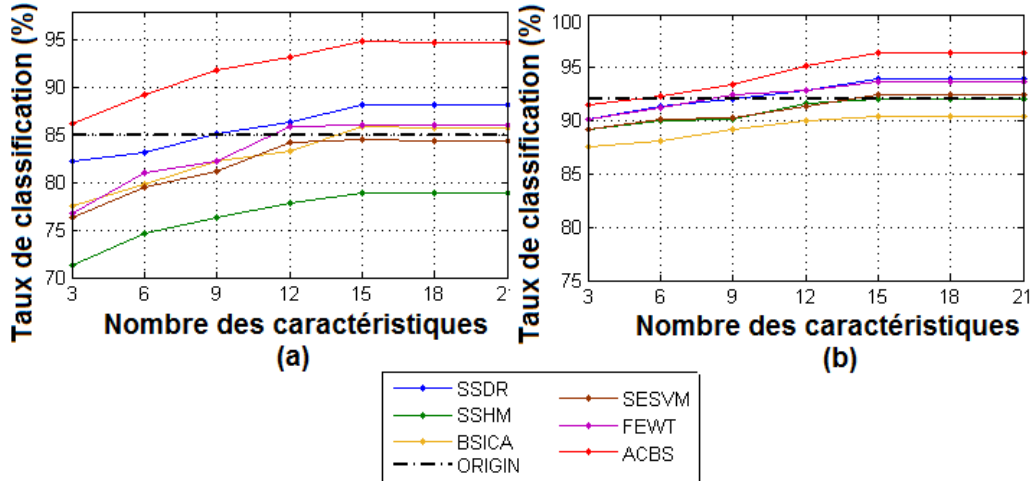 Taux de classification (%)
95
90
85
80
75
70
3 6 9 12 15 18 2
Nombre des caractéristiques
(a)
Taux de classification (%)
100
95
90
85
80
75
3 6 9 12 15 18 21
Nombre des caractéristiques
(b)
SSDR
SSHM
BSICA
ORIGIN
SESVM
FEWT
ACBS